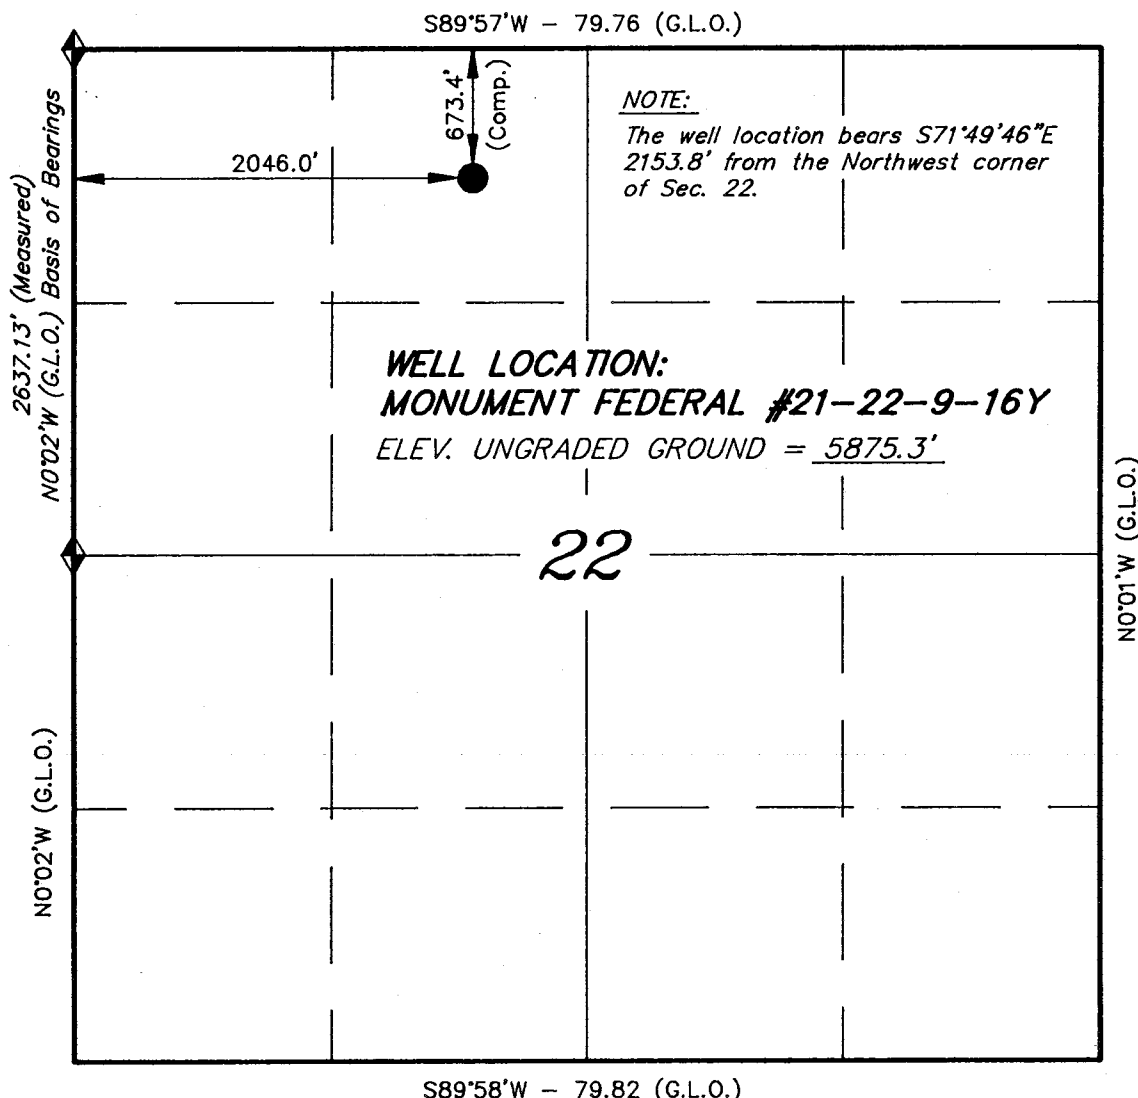 S89°57'W – 79.76 (G.L.O.)
673.4'
(Comp.)
2046.0'
NOTE:
The well location bears S71°49'46"E
2153.8' from the Northwest corner
of Sec. 22.
2637.13' (Measured)
N0°02'W (G.L.O.) Basis of Bearings
WELL LOCATION:
MONUMENT FEDERAL #21–22–9–16Y
ELEV. UNGRADED GROUND = 5875.3'
22
N0°01'W (G.L.O.)
N0°02'W (G.L.O.)
S89°58'W – 79.82 (G.L.O.)